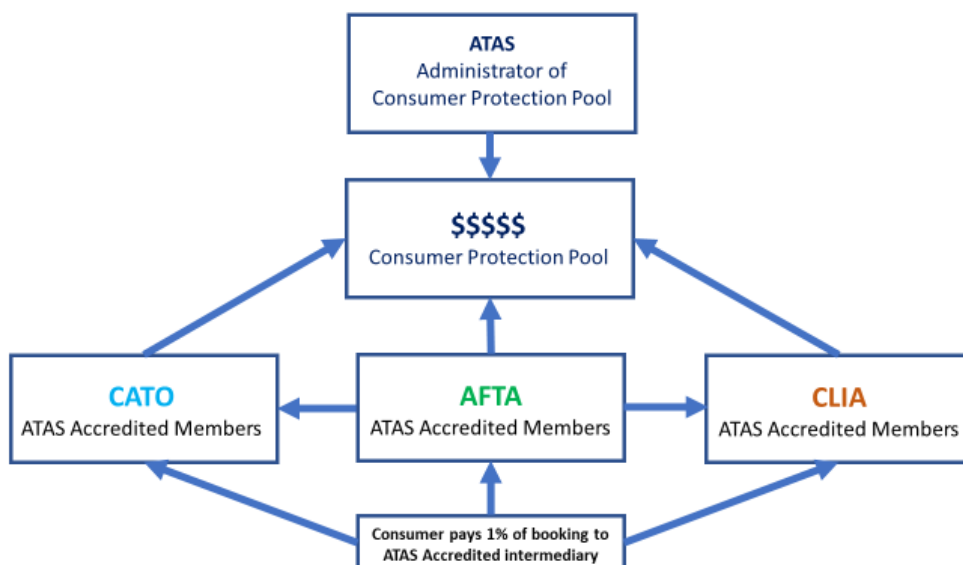 ATAS
Administrator of
Consumer Protection Pool
$$$$$
Consumer Protection Pool
CATO
ATAS Accredited Members
AFTA
ATAS Accredited Members
CLIA
ATAS Accredited Members
Consumer pays 1% of booking to
ATAS Accredited intermediary